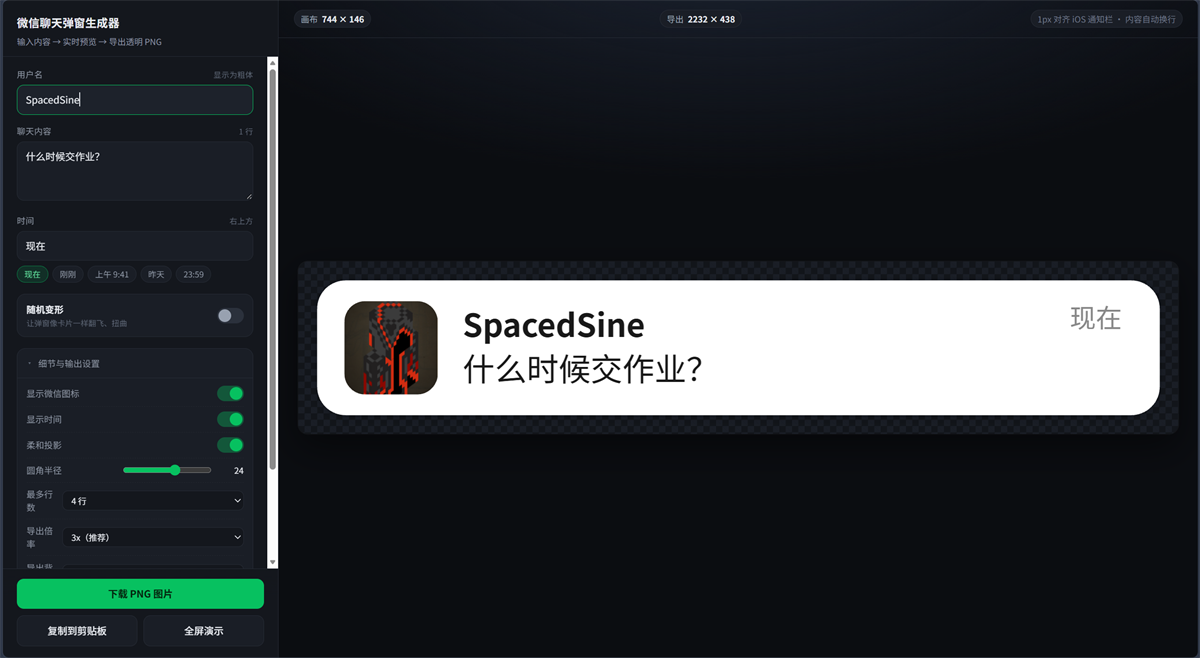 微信聊天弹窗生成器
输入内容 → 实时预览 → 导出透明 PNG
用户名
显示为粗体
SpacedSine
聊天内容
1 行
什么时候交作业?
时间
右上方
现在
现在
刚刚
上午 9:41
昨天
23:59
随机变形
让弹窗像卡片一样翻飞、扭曲
细节与输出设置
显示微信图标
显示时间
柔和投影
圆角半径
24
最多行
数
4 行
导出倍
率
3x（推荐）
下载 PNG 图片
复制到剪贴板
全屏演示
画布 744 × 146
导出 2232 × 438
1px 对齐 iOS 通知栏 · 内容自动换行
SpacedSine
现在
什么时候交作业?